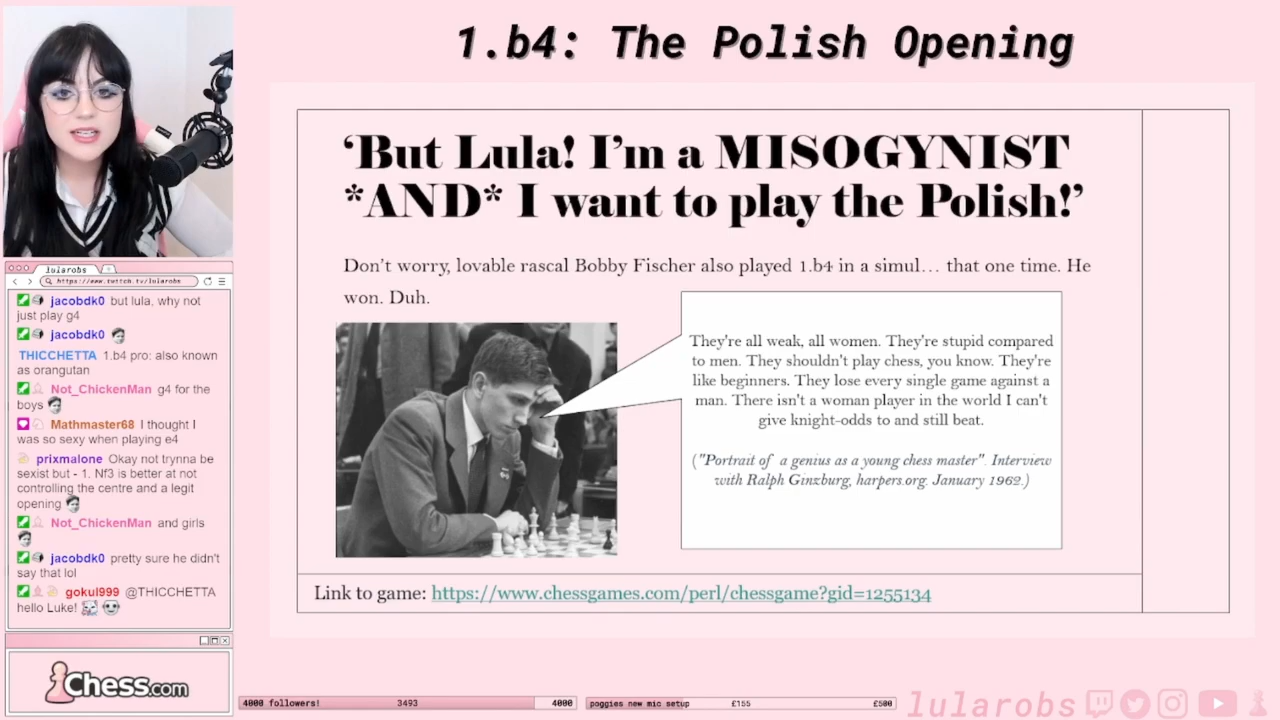 1.b4: The Polish Opening
‘But Lula! I’m a MISOGYNIST
*AND* I want to play the Polish!’
Don’t worry, lovable rascal Bobby Fischer also played 1.b4 in a simul… that one time. He
won. Duh.
They're all weak, all women. They're stupid compared
to men. They shouldn't play chess, you know. They're
like beginners. They lose every single game against a
man. There isn't a woman player in the world I can't
give knight-odds to and still beat.
("Portrait of a genius as a young chess master". Interview
with Ralph Ginzburg, harpers.org. January 1962.)
Link to game: https://www.chessgames.com/perl/chessgame?gid=1255134
lularobs
https://www.twitch.tv/lularobs
jacobdk0 but lula, why not
just play g4
jacobdk0
THICCHETTA 1.b4 pro: also known
as orangutan
Not_ChickenMan g4 for the
boys
Mathmaster68 I thought I
was so sexy when playing e4
prixmalone Okay not trynna be
sexist but - 1. Nf3 is better at not
controlling the centre and a legit
opening
Not_ChickenMan and girls
jacobdk0 pretty sure he didn't
say that lol
gokul999 @THICCHETTA
hello Luke!
Chess.com
4000 followers! 3493 4000
poggies new mic setup £155 £500
lularobs